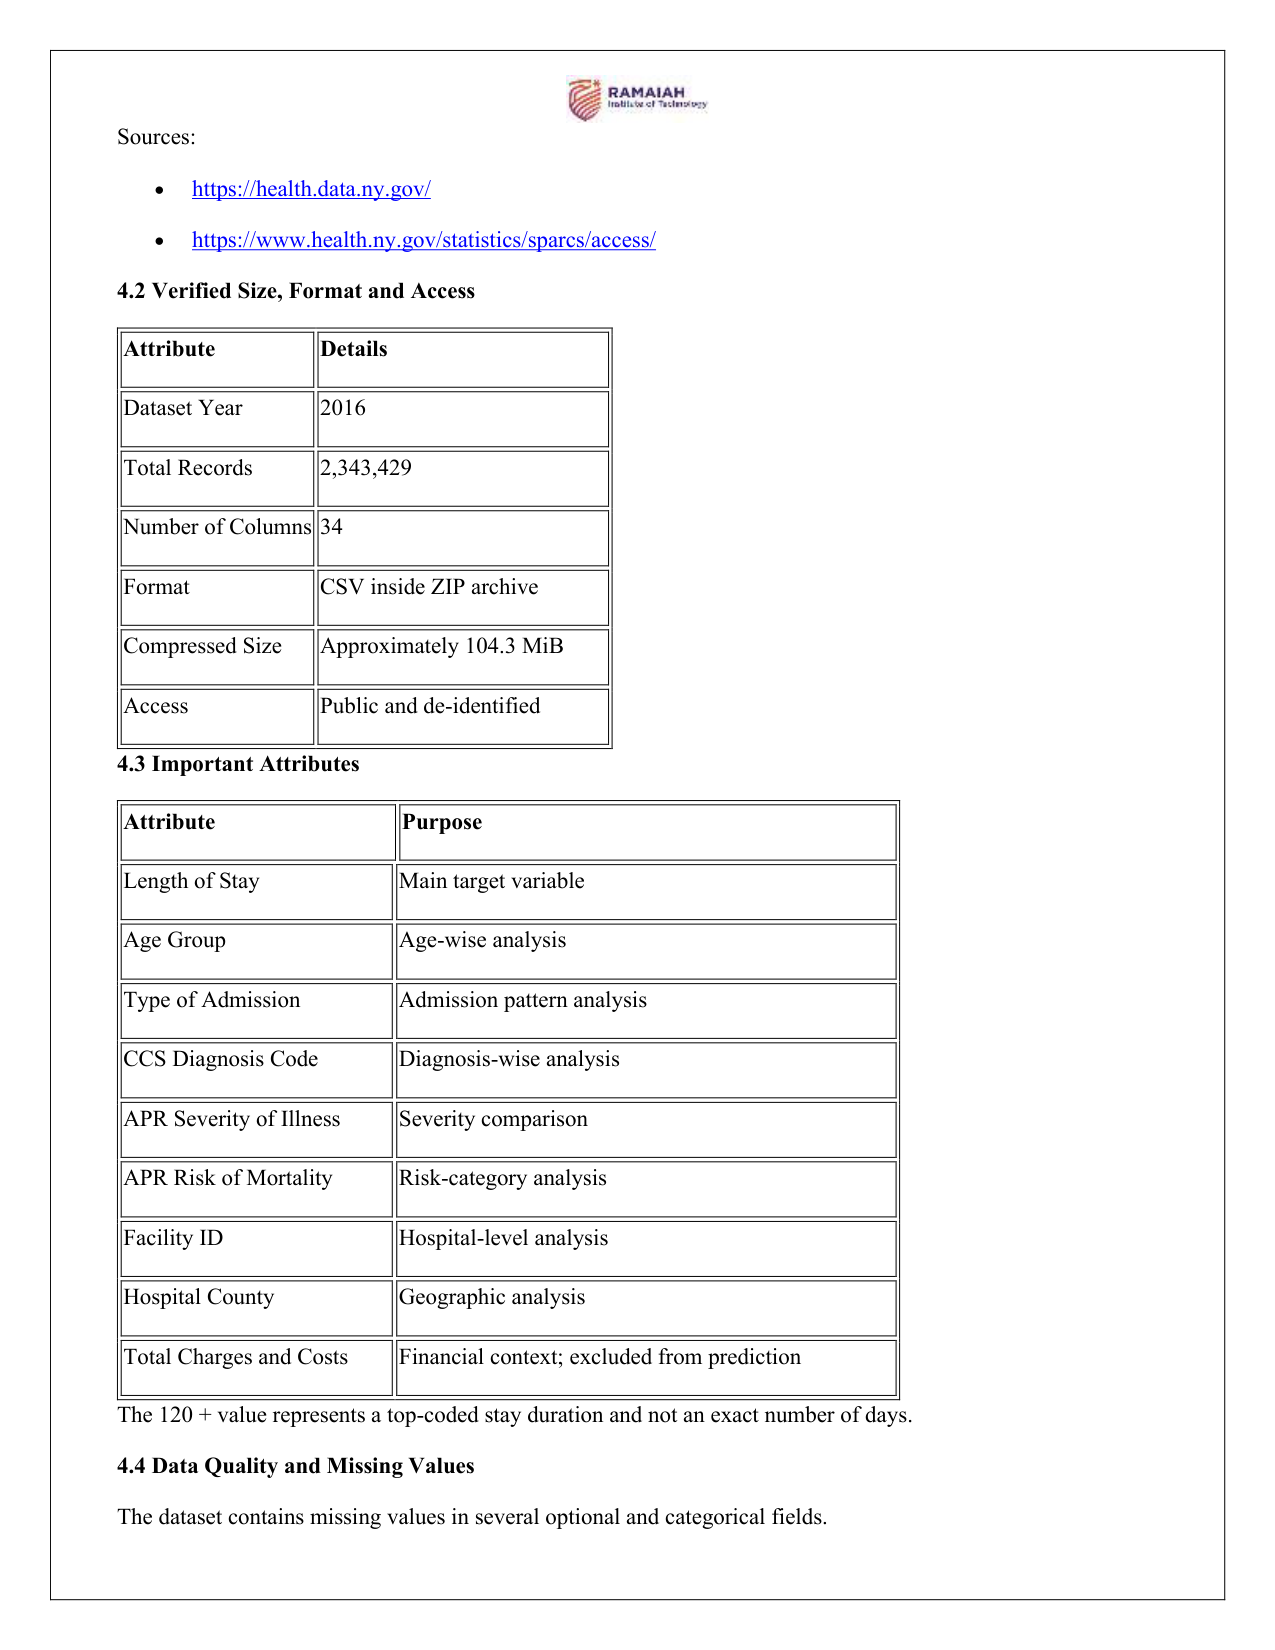 RAMAIAH
Institute of Technology
Sources:
• https://health.data.ny.gov/
• https://www.health.ny.gov/statistics/sparcs/access/
4.2 Verified Size, Format and Access
Attribute Details
Dataset Year 2016
Total Records 2,343,429
Number of Columns 34
Format CSV inside ZIP archive
Compressed Size Approximately 104.3 MiB
Access Public and de-identified
4.3 Important Attributes
Attribute Purpose
Length of Stay Main target variable
Age Group Age-wise analysis
Type of Admission Admission pattern analysis
CCS Diagnosis Code Diagnosis-wise analysis
APR Severity of Illness Severity comparison
APR Risk of Mortality Risk-category analysis
Facility ID Hospital-level analysis
Hospital County Geographic analysis
Total Charges and Costs Financial context; excluded from prediction
The 120 + value represents a top-coded stay duration and not an exact number of days.
4.4 Data Quality and Missing Values
The dataset contains missing values in several optional and categorical fields.